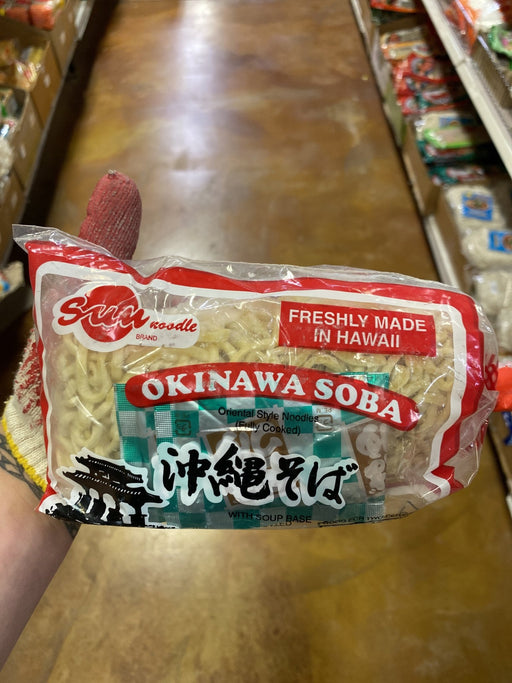 Sun noodle
BRAND
FRESHLY MADE
IN HAWAII
OKINAWA SOBA
Oriental Style Noodles
(Fully Cooked)
沖縄そば
WITH SOUP BASE